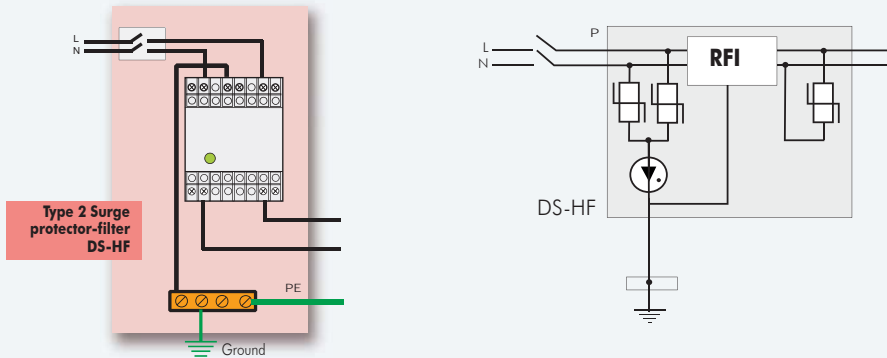 L
N
Type 2 Surge
protector-filter
DS-HF
PE
Ground
L
N
P
RFI
DS-HF